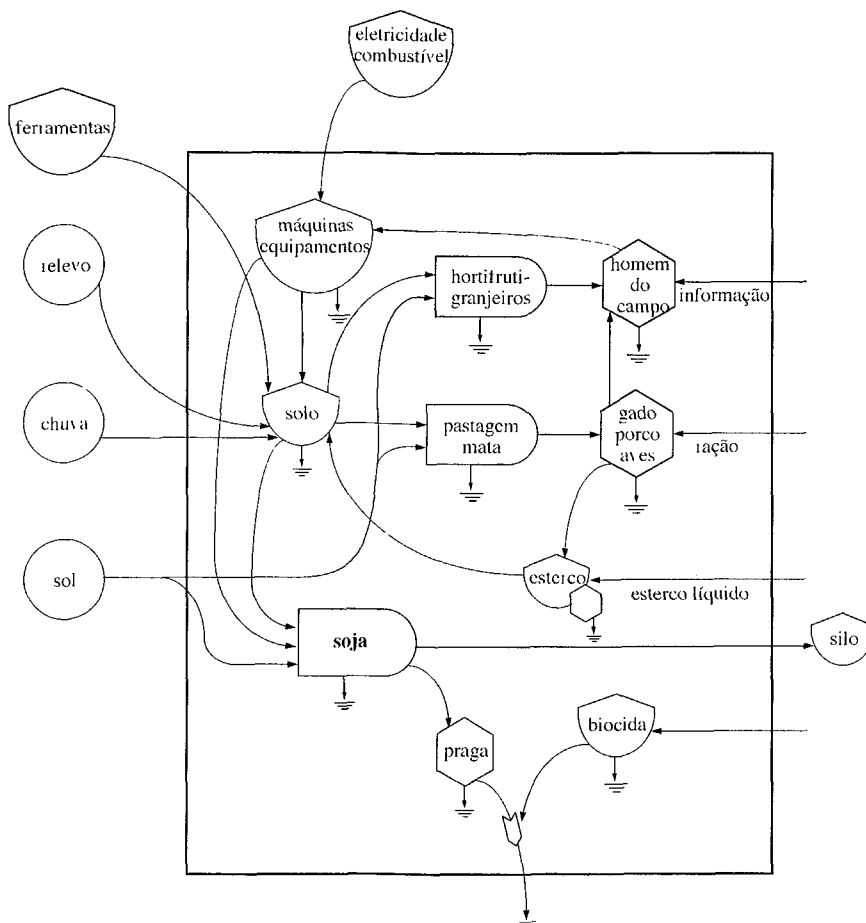 eletricidade
combustível
ferramentas
máquinas
equipamentos
relevo
hortifruti-
granjeiros
homem
do
campo
informação
solo
chuva
pastagem
mata
gado
porco
aves
ração
sol
esterco
esterco líquido
soja
silo
biocida
praga